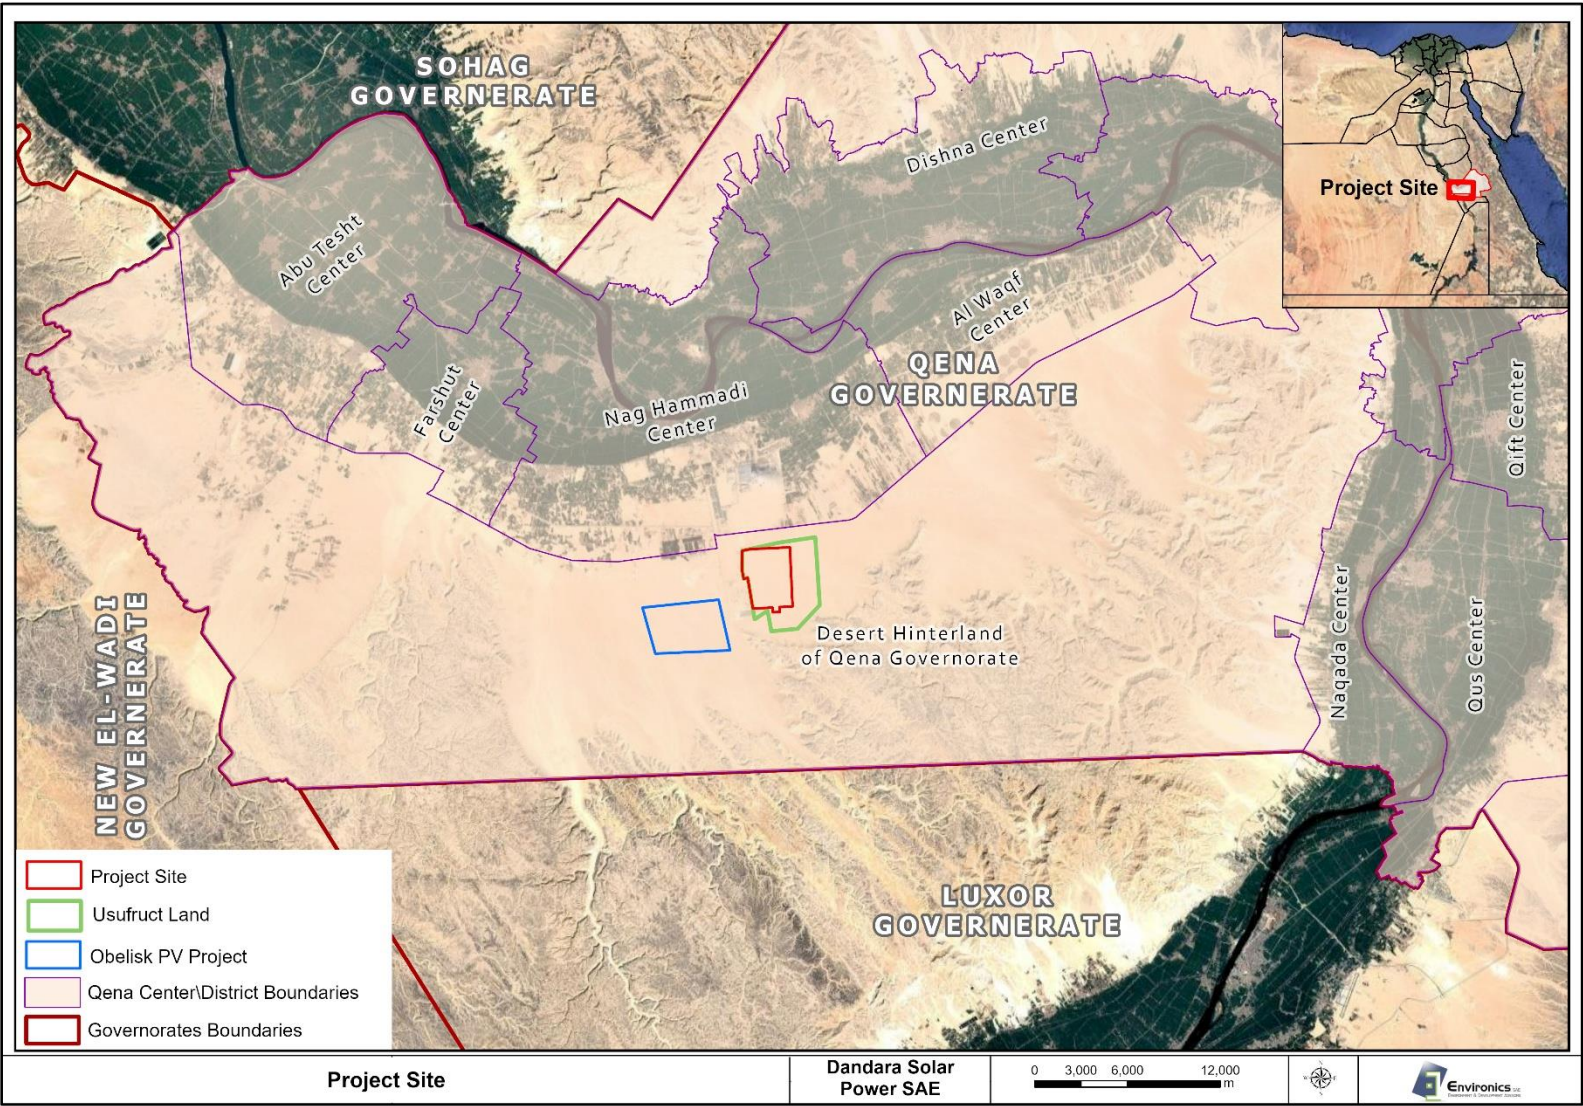 SOHAG
GOVERNERATE
Dishna Center
Project Site
Abu Tesht
Center
Al Waqf
Center
QENA
GOVERNERATE
Farshut
Center
Nag Hammadi
Center
Qift Center
Naqada Center
Qus Center
Desert Hinterland
of Qena Governorate
NEW EL-WADI
GOVERNERATE
LUXOR
GOVERNERATE
Project Site
Usufruct Land
Obelisk PV Project
Qena Center\District Boundaries
Governorates Boundaries
Project Site
Dandara Solar
Power SAE
0 3,000 6,000 12,000
m
Environics